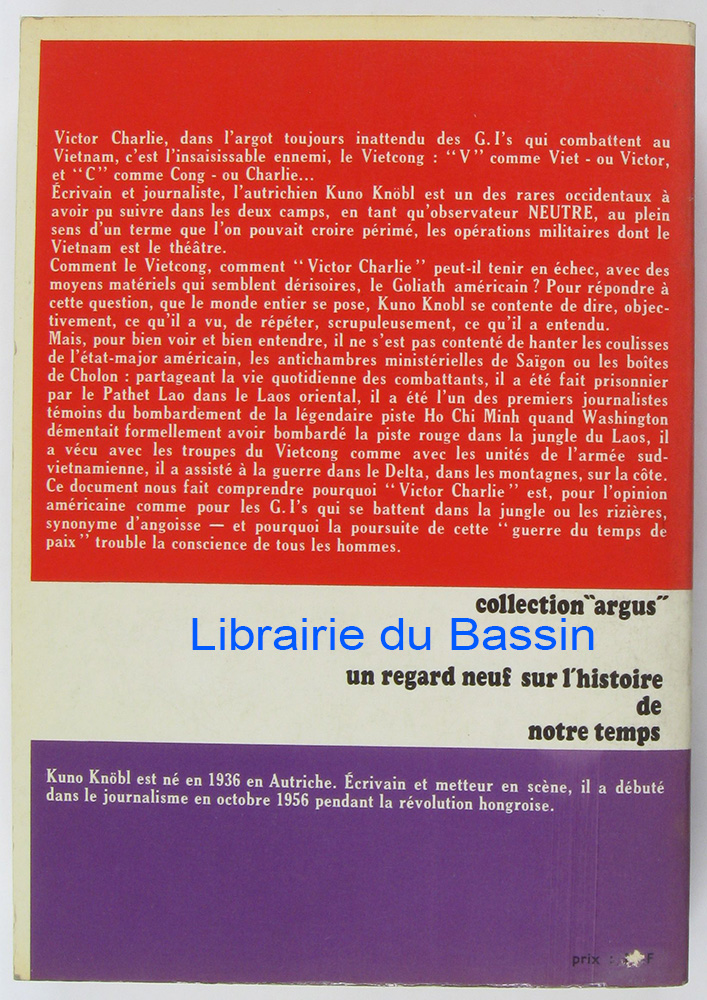 Victor Charlie, dans l'argot toujours inattendu des G.I's qui combattent au
Vietnam, c'est l'insaisissable ennemi, le Vietcong : "V" comme Viet - ou Victor,
et "C" comme Cong - ou Charlie...
Écrivain et journaliste, l'autrichien Kuno Knöbl est un des rares occidentaux à
avoir pu suivre dans les deux camps, en tant qu'observateur NEUTRE, au plein
sens d'un terme que l'on pouvait croire périmé, les opérations militaires dont le
Vietnam est le théâtre.
Comment le Vietcong, comment "Victor Charlie" peut-il tenir en échec, avec des
moyens matériels qui semblent dérisoires, le Goliath américain ? Pour répondre à
cette question, que le monde entier se pose, Kuno Knobl se contente de dire, objec-
tivement, ce qu'il a vu, de répéter, scrupuleusement, ce qu'il a entendu.
Mais, pour bien voir et bien entendre, il ne s'est pas contenté de hanter les coulisses
de l'état-major américain, les antichambres ministérielles de Saïgon ou les boîtes
de Cholon : partageant la vie quotidienne des combattants, il a été fait prisonnier
par le Pathet Lao dans le Laos oriental, il a été l'un des premiers journalistes
témoins du bombardement de la légendaire piste Ho Chi Minh quand Washington
démentait formellement avoir bombardé la piste rouge dans la jungle du Laos, il
a vécu avec les troupes du Vietcong comme avec les unités de l'armée sud-
vietnamienne, il a assisté à la guerre dans le Delta, dans les montagnes, sur la côte.
Ce document nous fait comprendre pourquoi "Victor Charlie" est, pour l'opinion
américaine comme pour les G.I's qui se battent dans la jungle ou les rizières,
synonyme d'angoisse — et pourquoi la poursuite de cette "guerre du temps de
paix" trouble la conscience de tous les hommes.
collection "argus"
Librairie du Bassin
un regard neuf sur l'histoire
de
notre temps
Kuno Knöbl est né en 1936 en Autriche. Écrivain et metteur en scène, il a débuté
dans le journalisme en octobre 1956 pendant la révolution hongroise.
prix : F